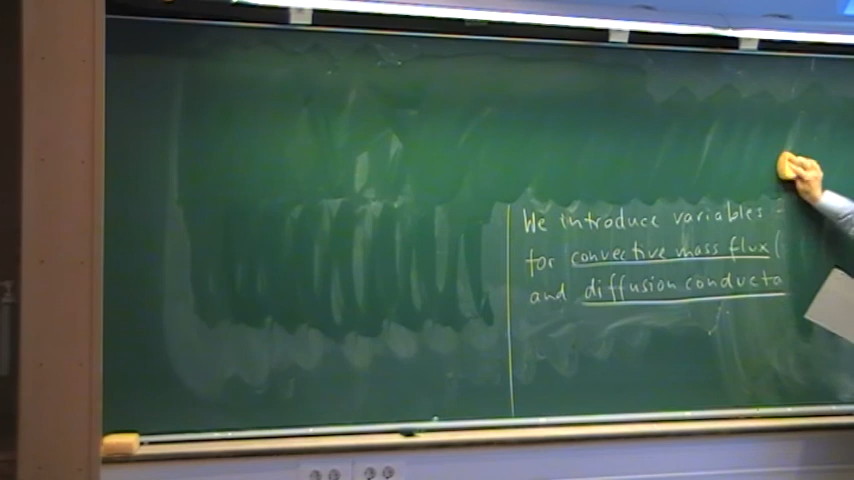 We introduce variables
for convective mass flux (
and diffusion conducta